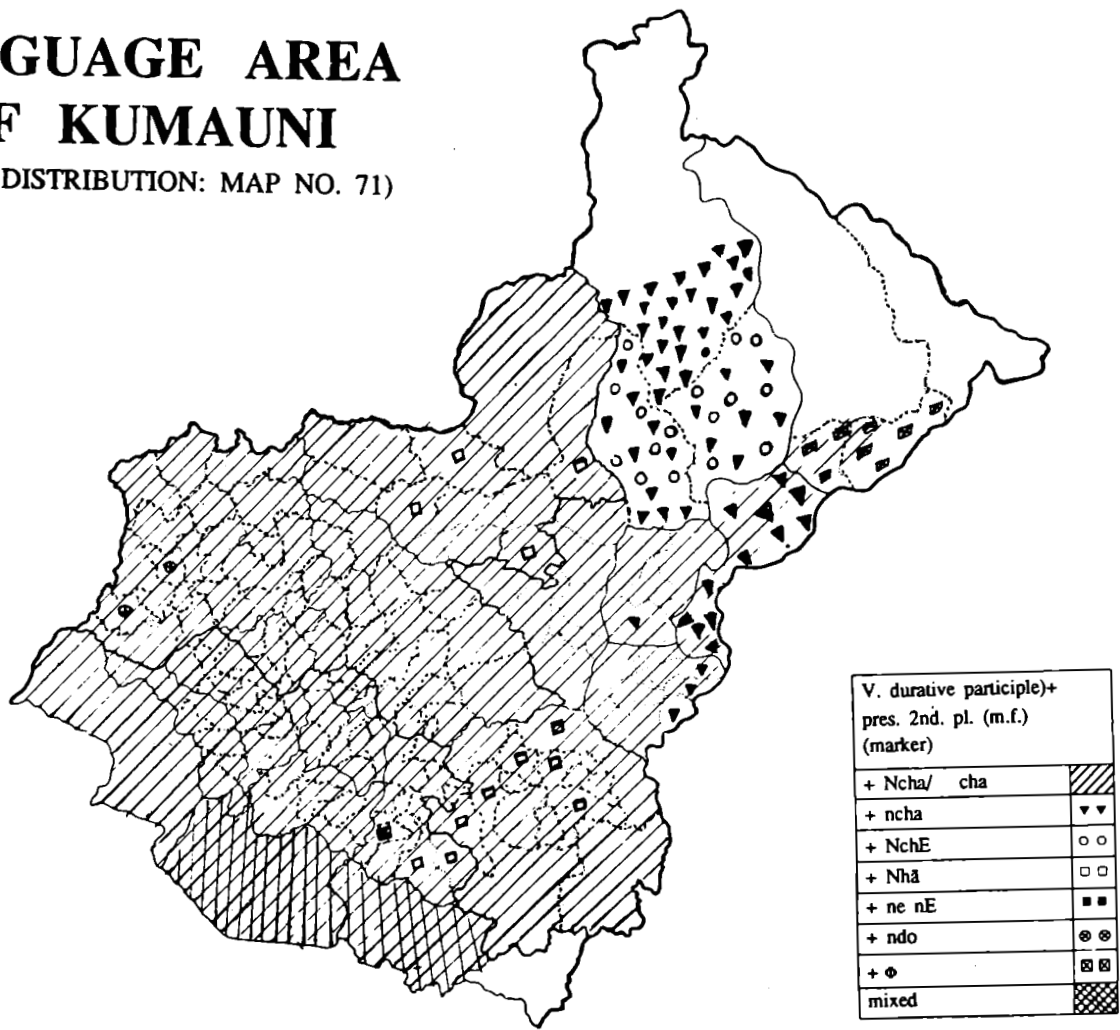 GUAGE AREA
F KUMAUNI
DISTRIBUTION: MAP NO. 71)
V. durative participle)+
pres. 2nd. pl. (m.f.)
(marker)
+ Ncha/ cha
+ ncha
+ NchE
+ Nhã
+ ne nE
+ ndo
+ Φ
mixed